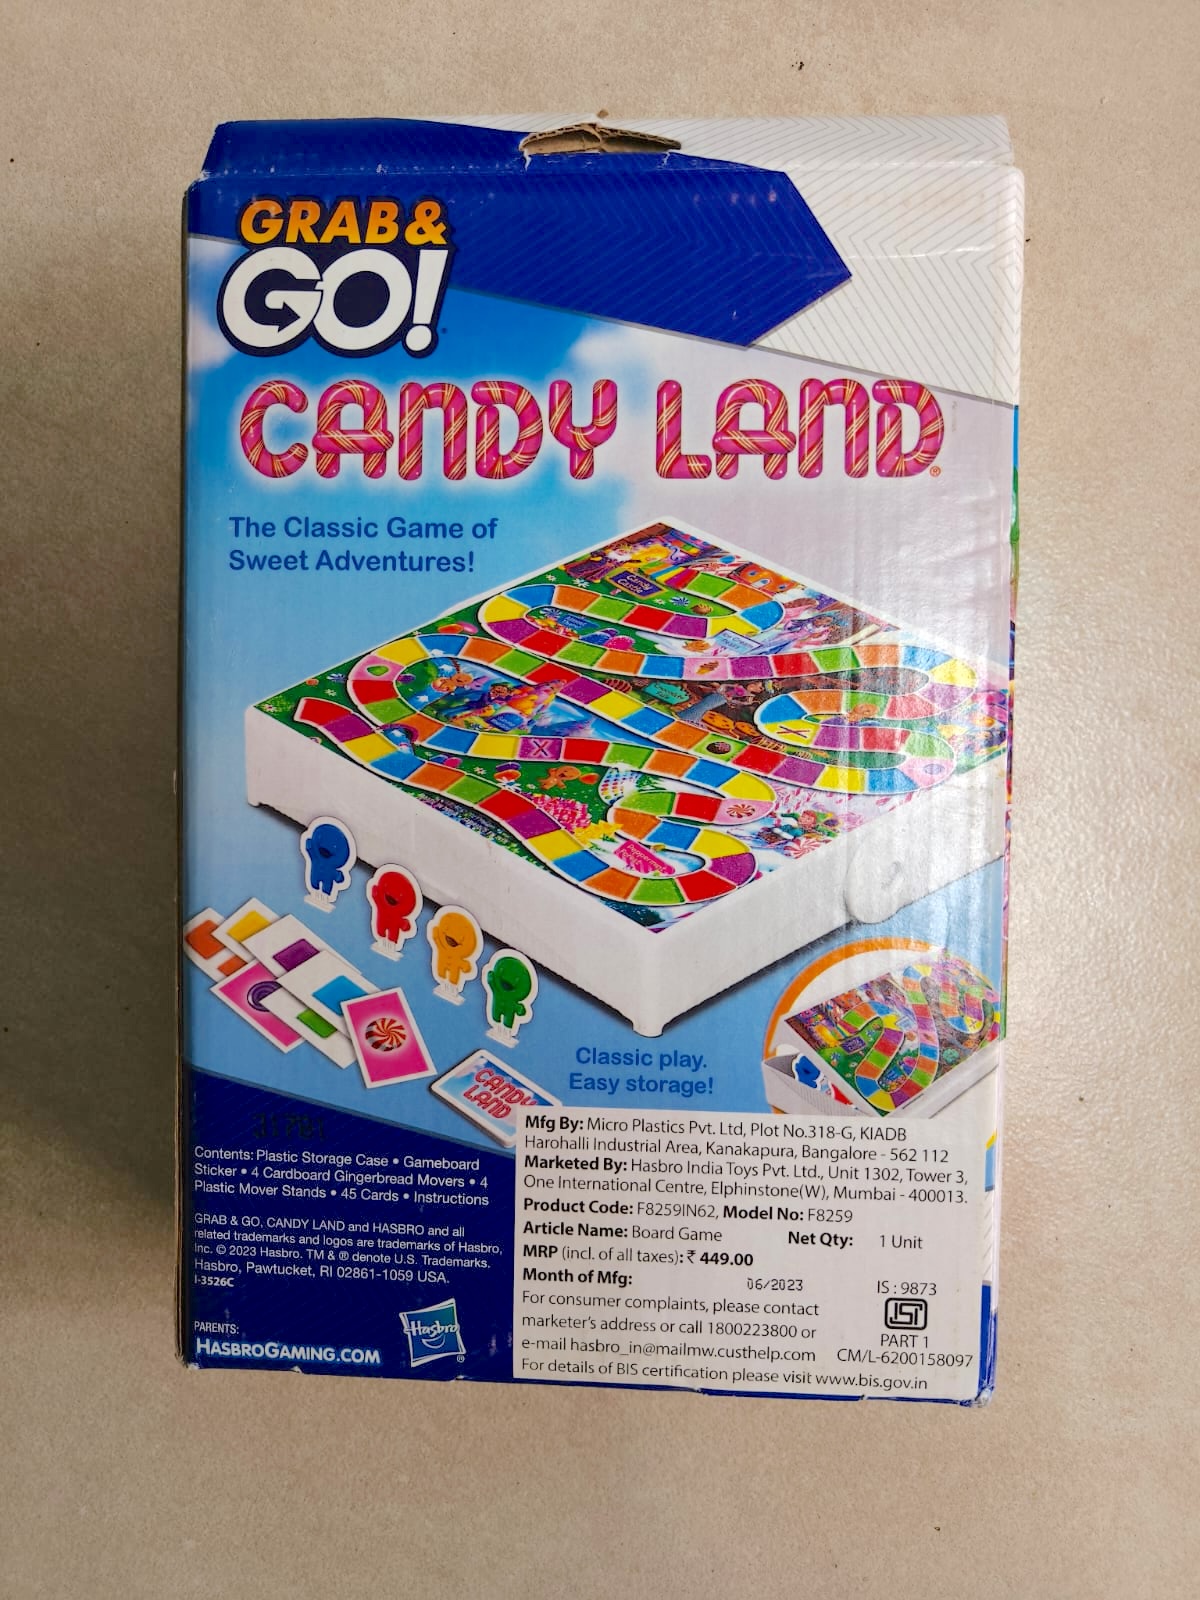 GRAB &
GO!
CANDY LAND®
The Classic Game of
Sweet Adventures!
Candy
Castle
Peppermint
Forest
Classic play.
Easy storage!
CANDY
LAND
Contents: Plastic Storage Case • Gameboard
Sticker • 4 Cardboard Gingerbread Movers • 4
Plastic Mover Stands • 45 Cards • Instructions
GRAB & GO, CANDY LAND and HASBRO and all
related trademarks and logos are trademarks of Hasbro,
Inc. © 2023 Hasbro. TM & ® denote U.S. Trademarks.
Hasbro, Pawtucket, RI 02861-1059 USA.
I-3526C
PARENTS:
HASBROGAMING.COM
Hasbro®
Mfg By: Micro Plastics Pvt. Ltd, Plot No.318-G, KIADB
Harohalli Industrial Area, Kanakapura, Bangalore - 562 112
Marketed By: Hasbro India Toys Pvt. Ltd., Unit 1302, Tower 3,
One International Centre, Elphinstone(W), Mumbai - 400013.
Product Code: F8259IN62, Model No: F8259
Article Name: Board Game Net Qty: 1 Unit
MRP (incl. of all taxes): ₹ 449.00
Month of Mfg: 06/2023
For consumer complaints, please contact
marketer's address or call 1800223800 or
e-mail hasbro_in@mailmw.custhelp.com
For details of BIS certification please visit www.bis.gov.in
IS : 9873
ISI
PART 1
CM/L-6200158097